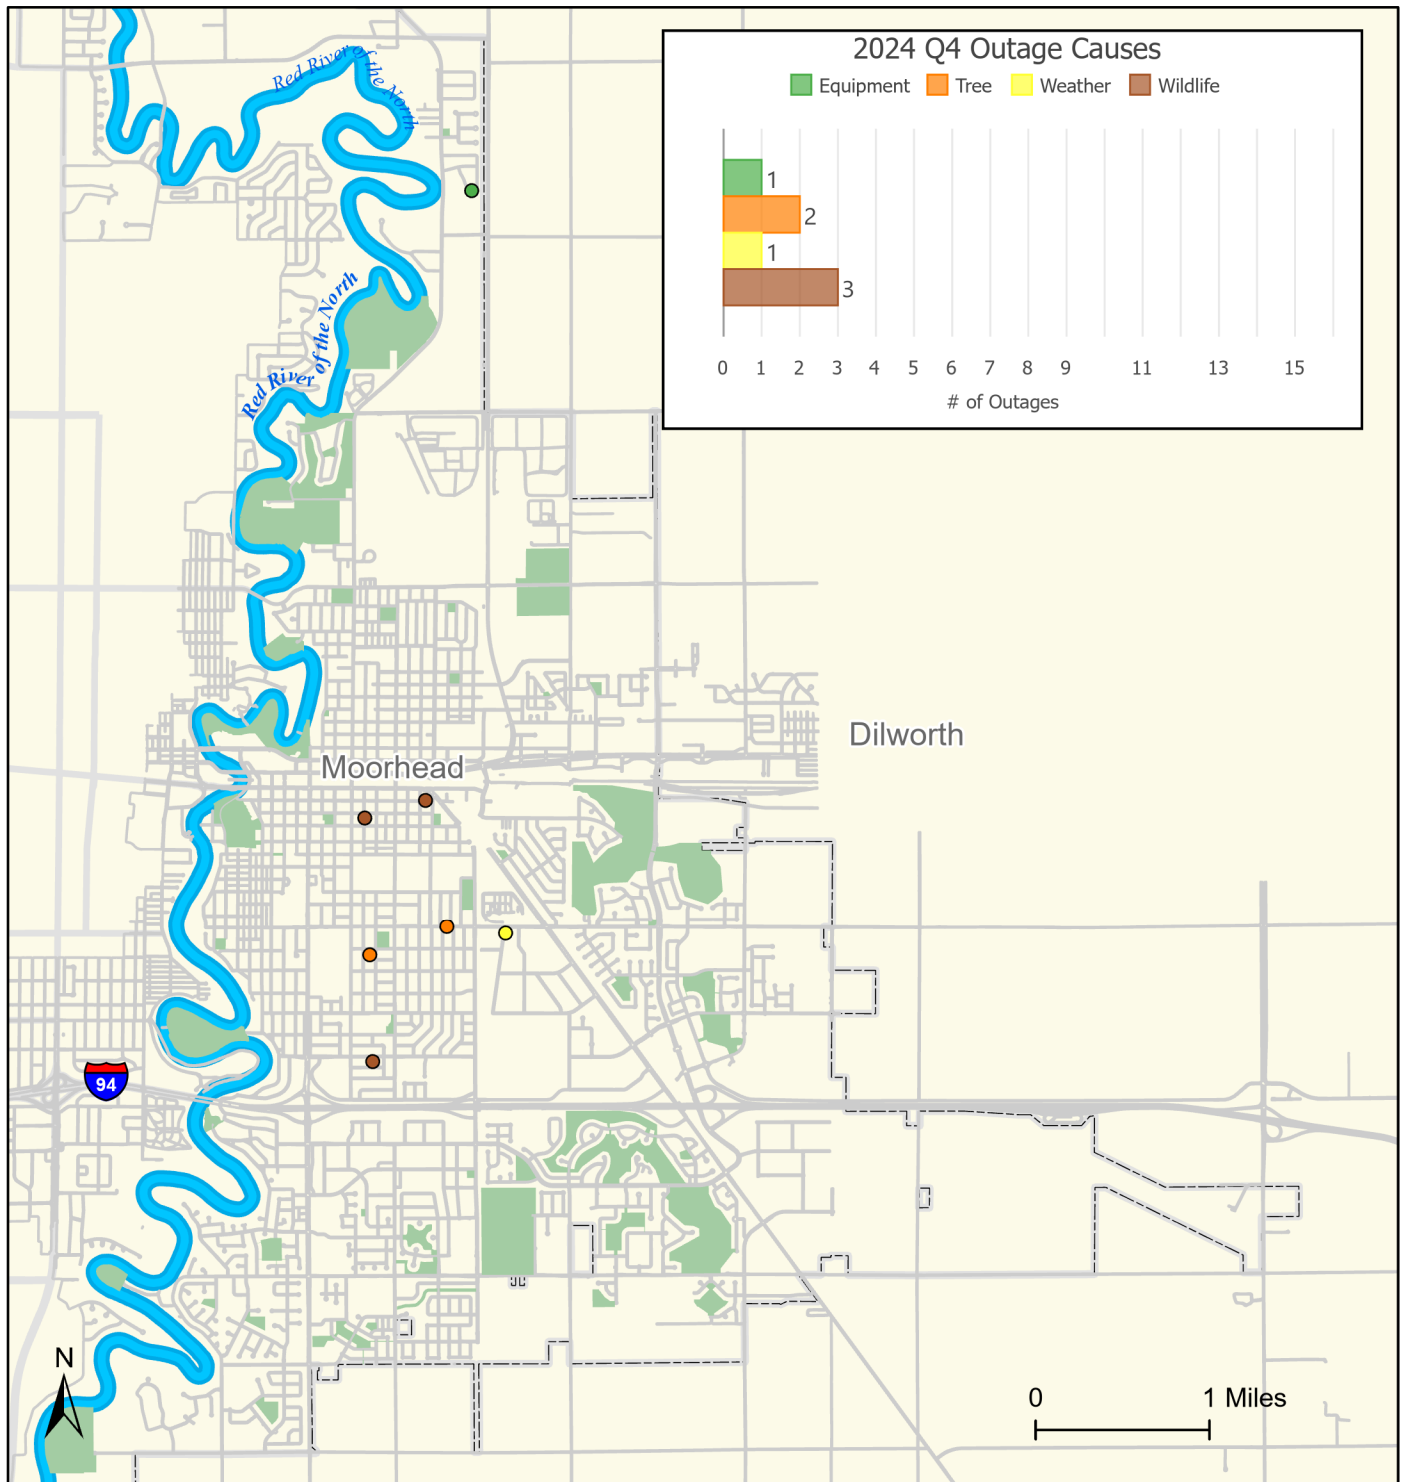 2024 Q4 Outage Causes
Equipment Tree Weather Wildlife
1
2
1
3
0 1 2 3 4 5 6 7 8 9 11 13 15
# of Outages
Red River of the North
Red River of the North
Dilworth
Moorhead
94
N
0 1 Miles